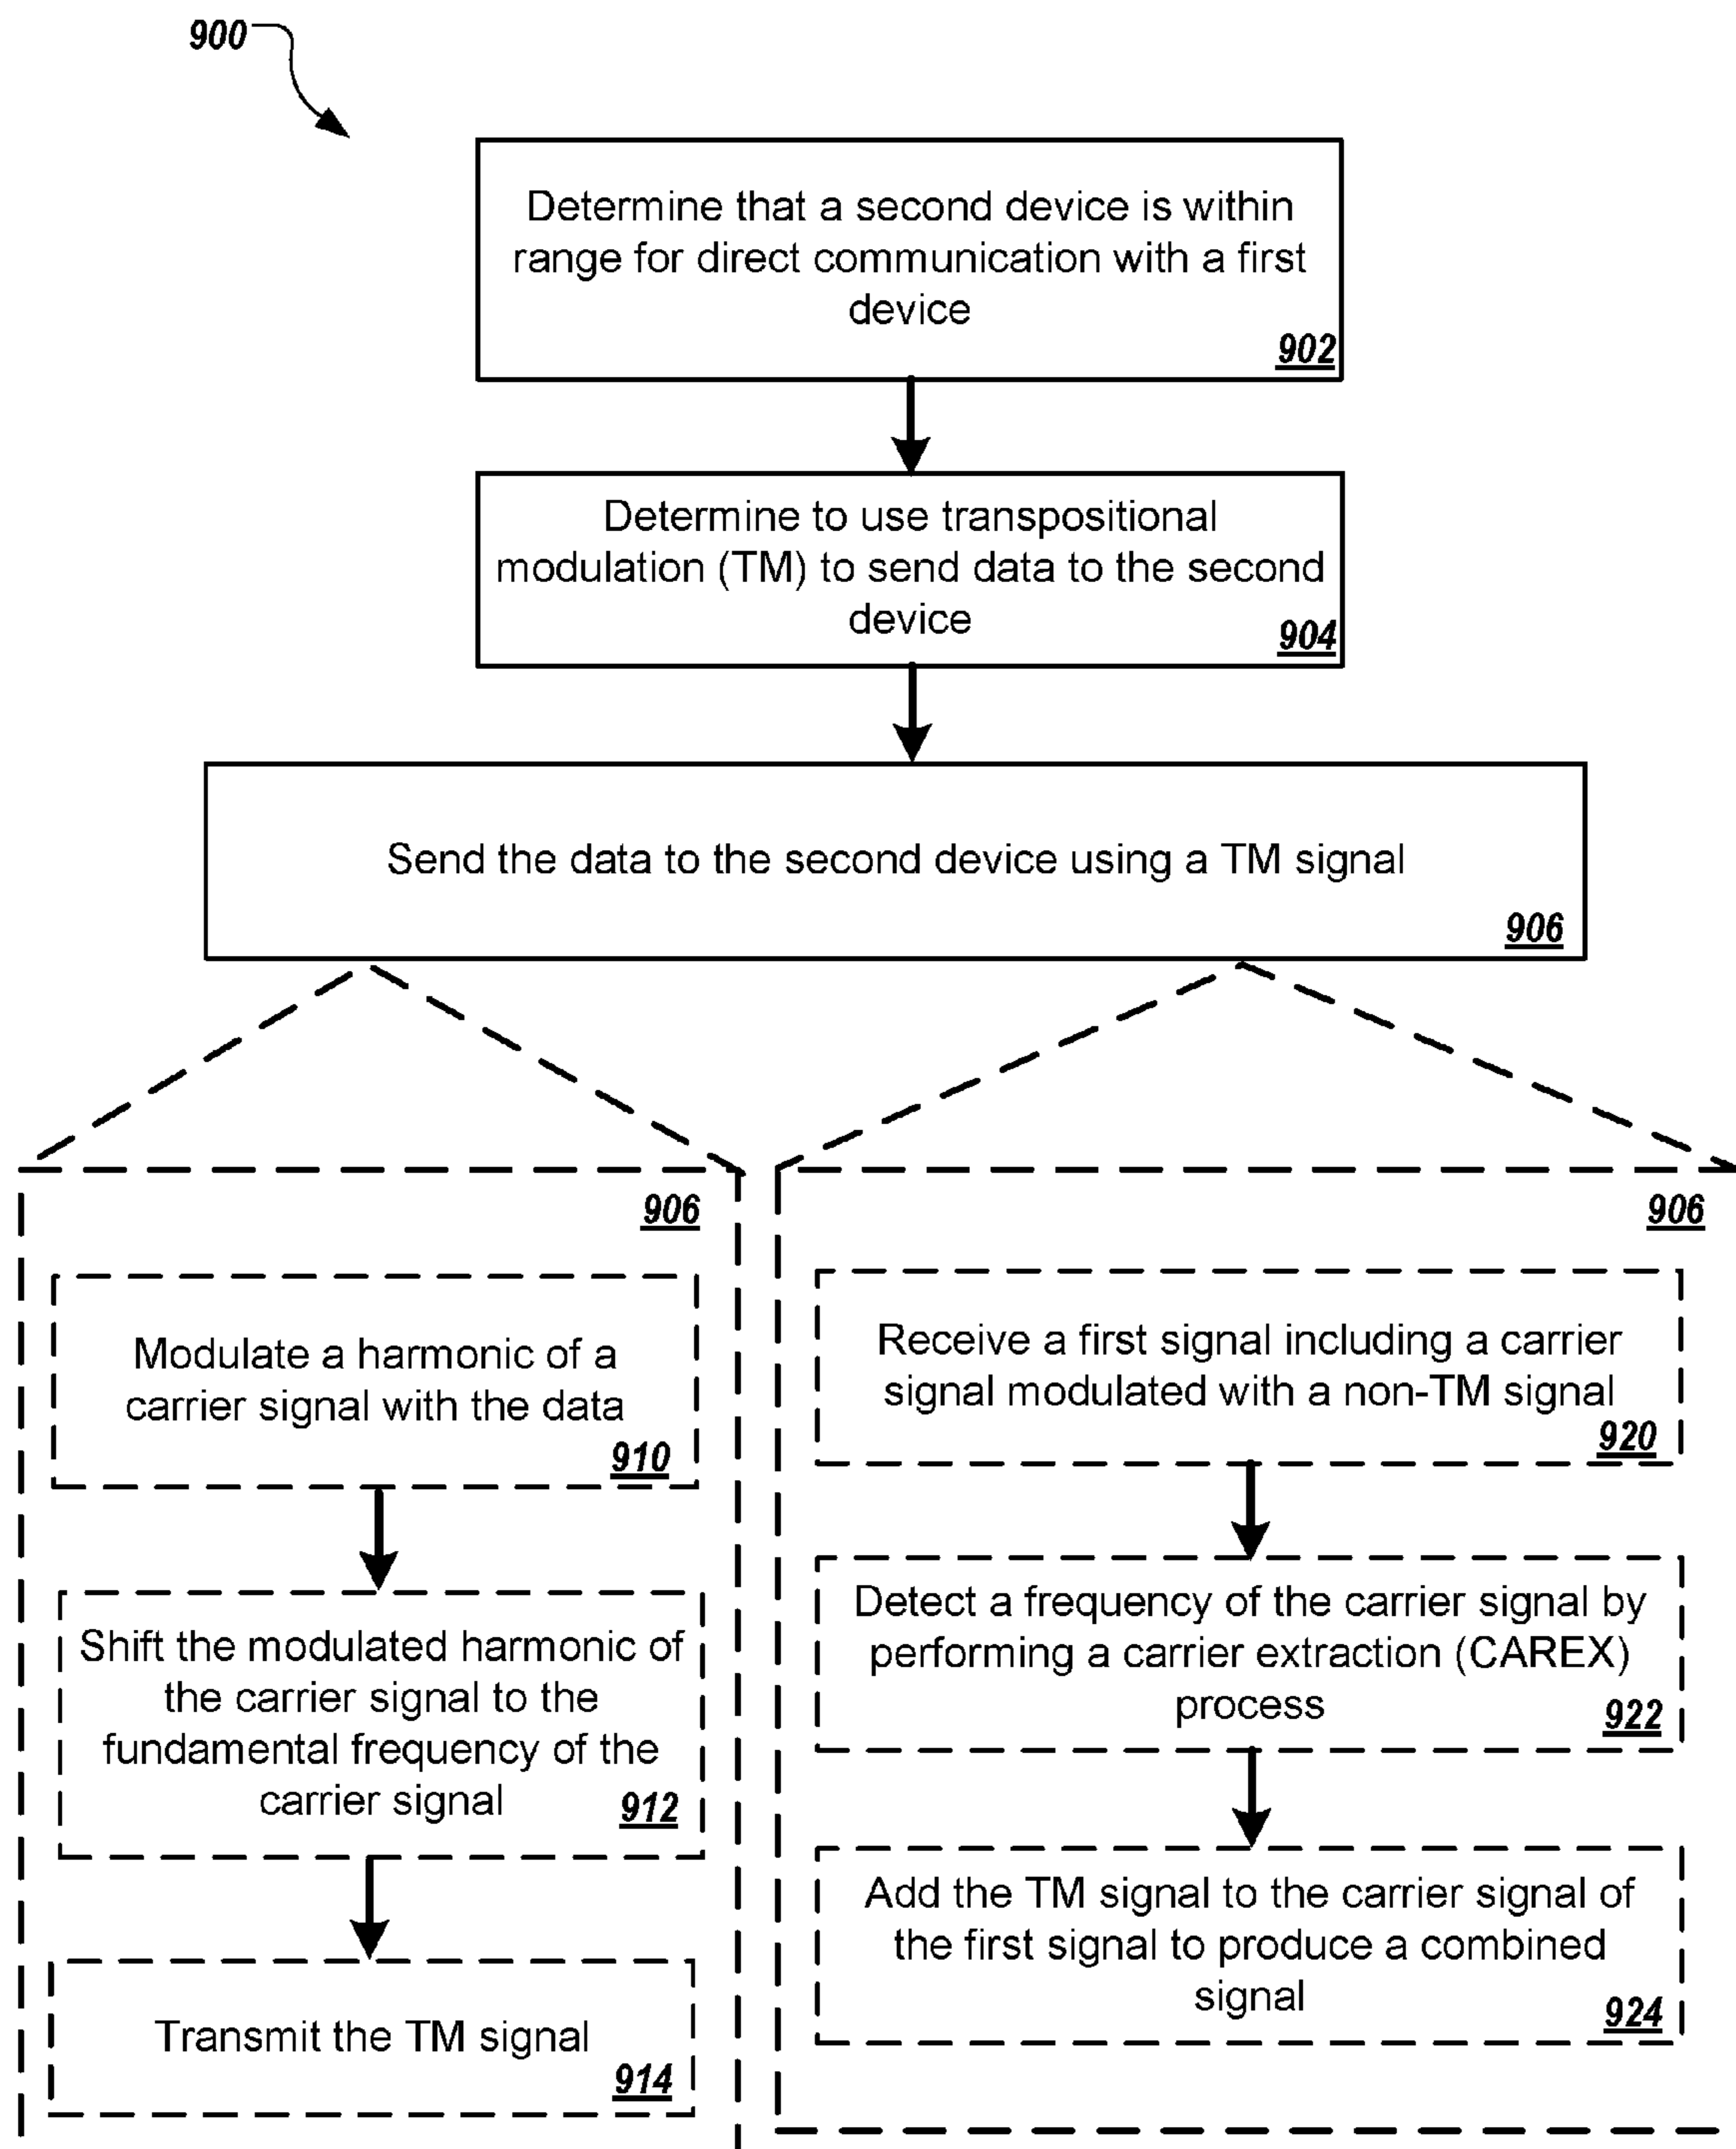 900
Determine that a second device is within
range for direct communication with a first
device
902
Determine to use transpositional
modulation (TM) to send data to the second
device
904
Send the data to the second device using a TM signal
906
906
Modulate a harmonic of a
carrier signal with the data
910
Shift the modulated harmonic of
the carrier signal to the
fundamental frequency of the
carrier signal
912
Transmit the TM signal
914
906
Receive a first signal including a carrier
signal modulated with a non-TM signal
920
Detect a frequency of the carrier signal by
performing a carrier extraction (CAREX)
process
922
Add the TM signal to the carrier signal of
the first signal to produce a combined
signal
924